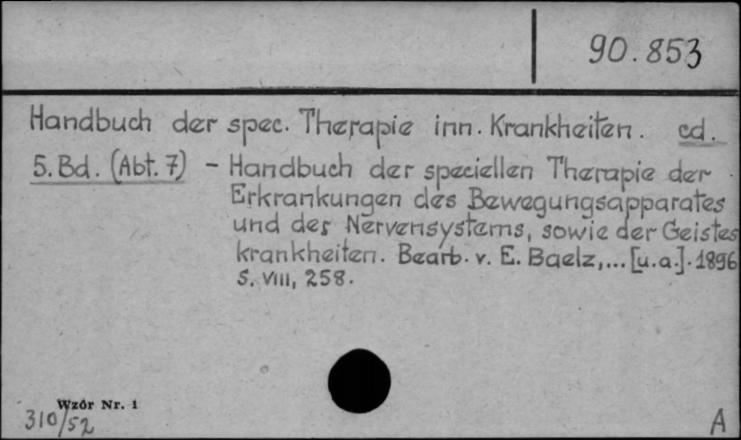 90.853
Handbuch der spec. Therapie inn. Krankheiten. cd.
5. Bd. (Abt. 7) - Handbuch der speciellen Therapie der
Erkrankungen des Bewegungsapparates
und des Nervensystems, sowie der Geistes
krankheiten. Bearb. v. E. Baelz,... [u.a.]. 1896
S. VIII, 258.
Wzór Nr. 1
310/52
A